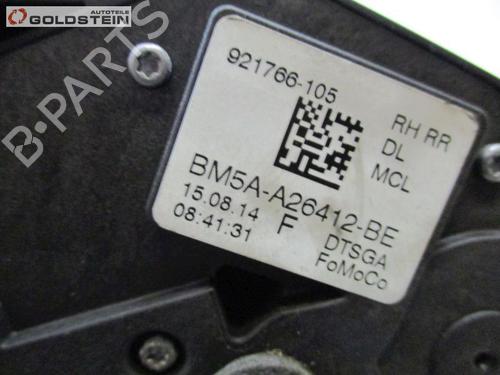 AUTOTEILE
GOLDSTEIN
B-PARTS
921766-105
RH RR
DL
MCL
BM5A-A26412-BE
15.08.14 F DTSGA
08:41:31 FoMoCo